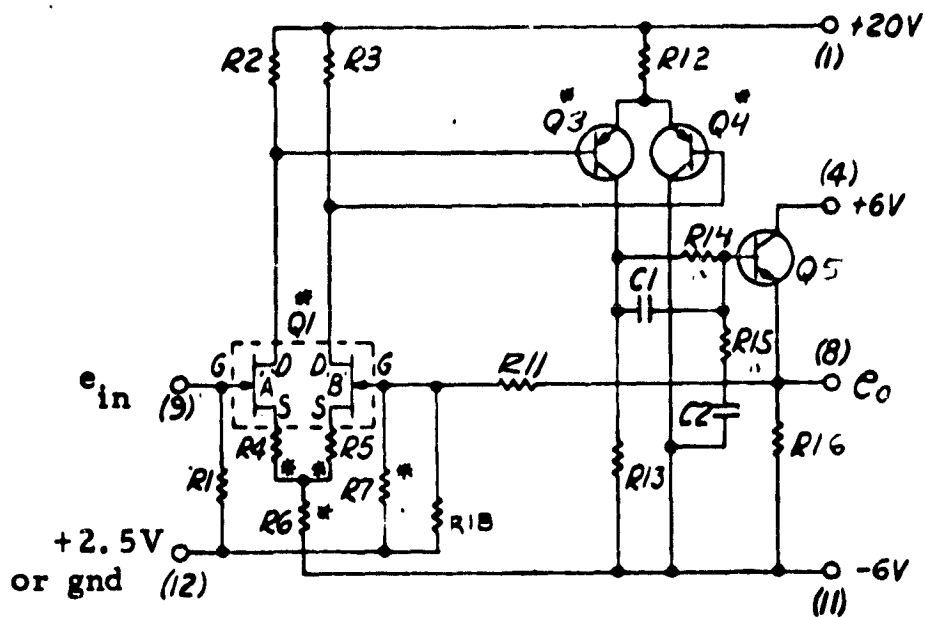 +20V
(1)
R2
R3
R12
*
Q3
*
Q4
(4)
+6V
R14
Q5
C1
*
Q1
R15
(8)
e₀
G
D
D
G
R11
e in
(9)
A
B
S
S
C2
R4
*
*
R5
R16
R1
R7
*
R13
R6
*
R18
+2.5V
or gnd
(12)
-6V
(11)